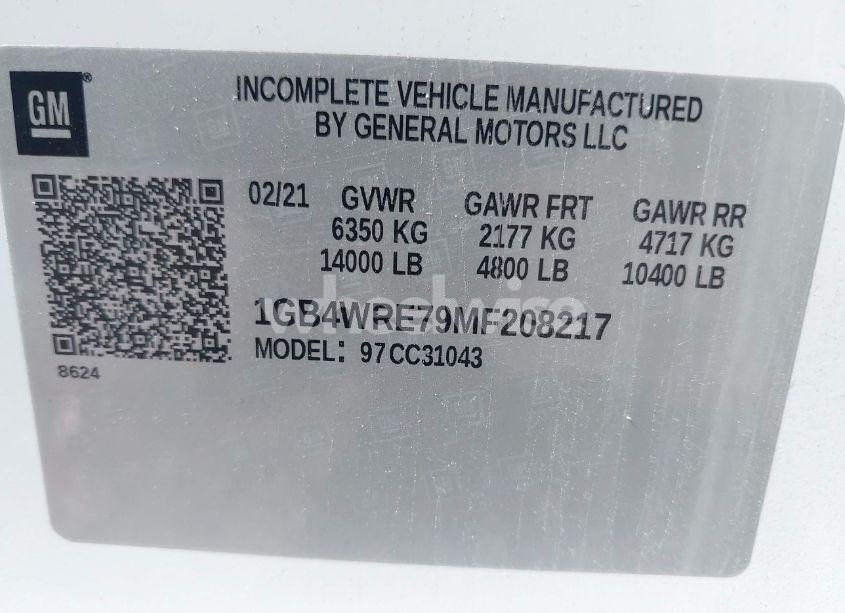 GM®
INCOMPLETE VEHICLE MANUFACTURED
BY GENERAL MOTORS LLC
02/21 GVWR GAWR FRT GAWR RR
6350 KG 2177 KG 4717 KG
14000 LB 4800 LB 10400 LB
1GB4WRE79MF208217
MODEL: 97CC31043
8624
wheelwise